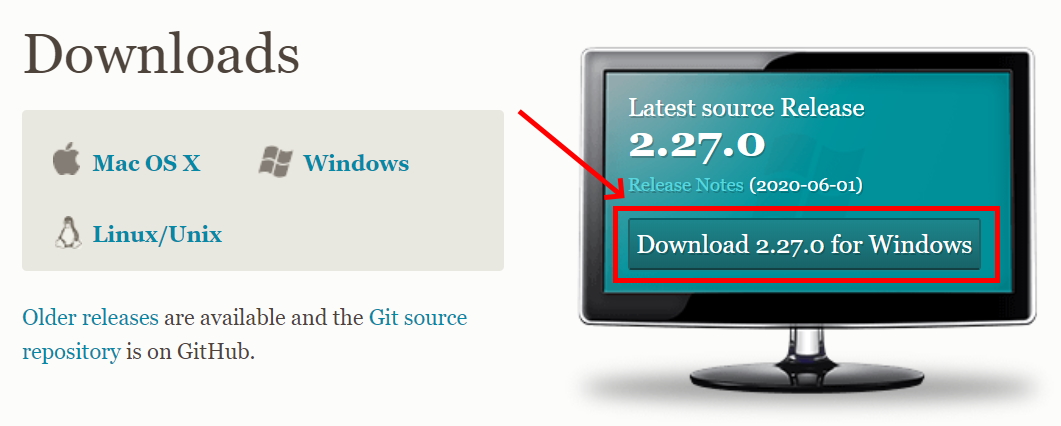 Downloads
Mac OS X
Windows
Linux/Unix
Older releases are available and the Git source
repository is on GitHub.
Latest source Release
2.27.0
Release Notes (2020-06-01)
Download 2.27.0 for Windows